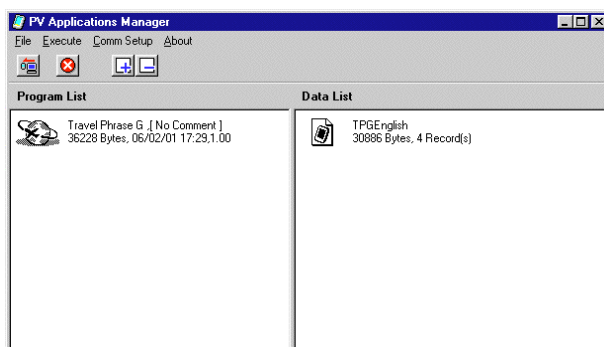 PV Applications Manager
File Execute Comm Setup About
Program List
Data List
Travel Phrase G ,[ No Comment ]
36228 Bytes, 06/02/01 17:29,1.00
TPGEnglish
30886 Bytes, 4 Record(s)